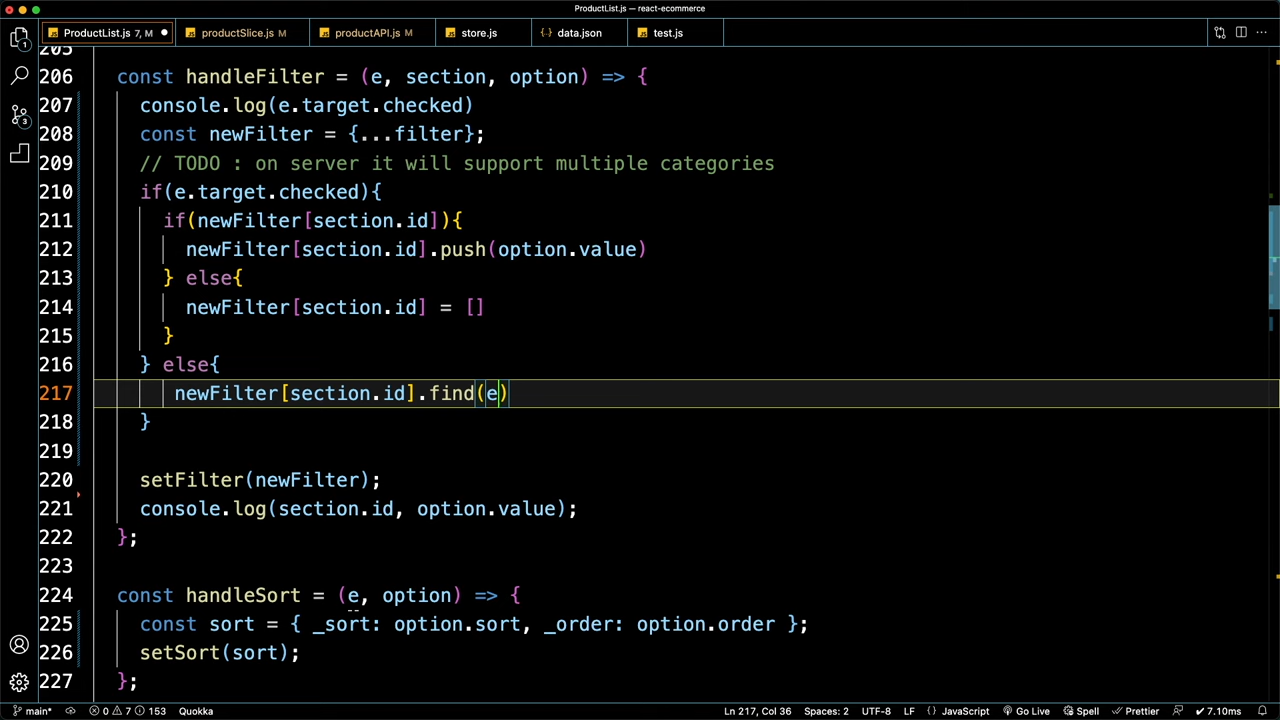 ProductList.js — react-ecommerce
ProductList.js 7, M
productSlice.js M
productAPI.js M
store.js
{..} data.json
test.js
205
206 const handleFilter = (e, section, option) => {
207 console.log(e.target.checked)
208 const newFilter = {...filter};
209 // TODO : on server it will support multiple categories
210 if(e.target.checked){
211 if(newFilter[section.id]){
212 newFilter[section.id].push(option.value)
213 } else{
214 newFilter[section.id] = []
215 }
216 } else{
217 newFilter[section.id].find(e)
218 }
219
220 setFilter(newFilter);
221 console.log(section.id, option.value);
222 };
223
224 const handleSort = (e, option) => {
225 const sort = { _sort: option.sort, _order: option.order };
226 setSort(sort);
227 };
1
3
main* 0 7 153 Quokka Ln 217, Col 36 Spaces: 2 UTF-8 LF {} JavaScript Go Live Spell Prettier 7.10ms